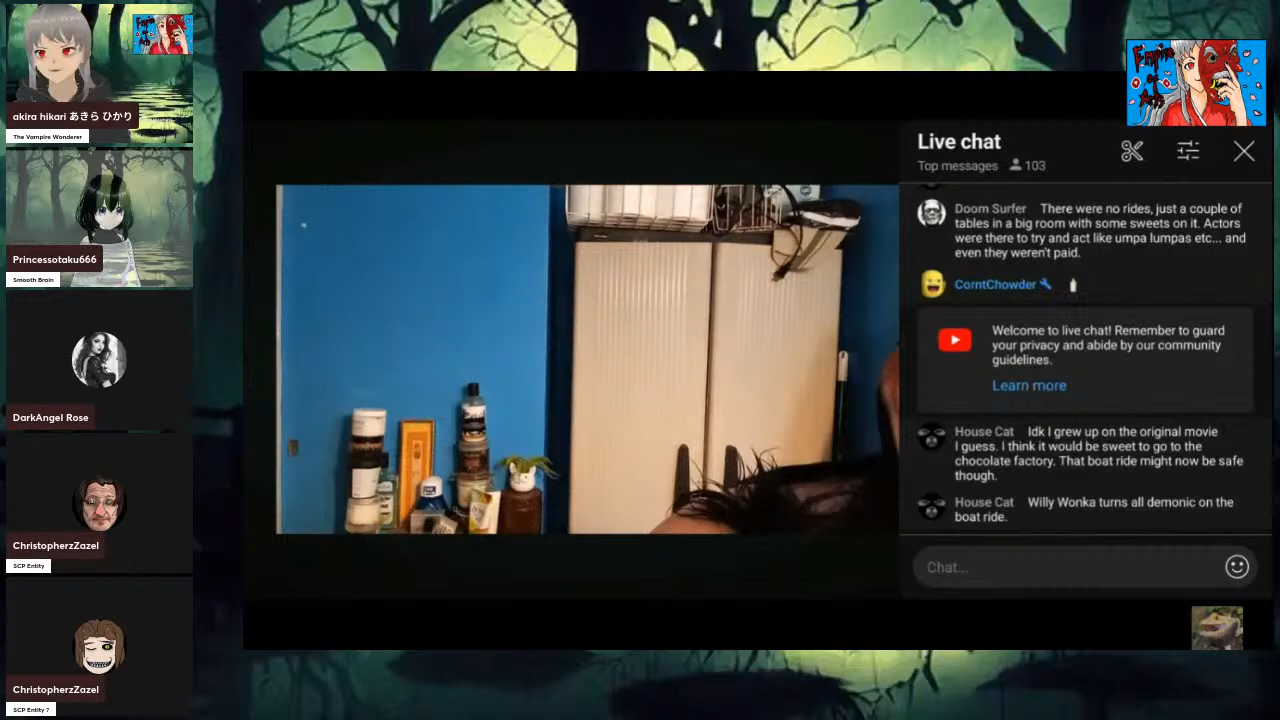 akira hikari あきら ひかり
The Vampire Wonderer
Princessotaku666
Smooth Brain
DarkAngel Rose
ChristopherzZazel
SCP Entity
ChristopherzZazel
SCP Entity ?
Empire
of
Arts
Live chat
Top messages 103
Doom Surfer There were no rides, just a couple of
tables in a big room with some sweets on it. Actors
were there to try and act like umpa lumpas etc... and
even they weren't paid.
CorntChowder
Welcome to live chat! Remember to guard
your privacy and abide by our community
guidelines.
Learn more
House Cat Idk I grew up on the original movie
I guess. I think it would be sweet to go to the
chocolate factory. That boat ride might now be safe
though.
House Cat Willy Wonka turns all demonic on the
boat ride.
Chat...